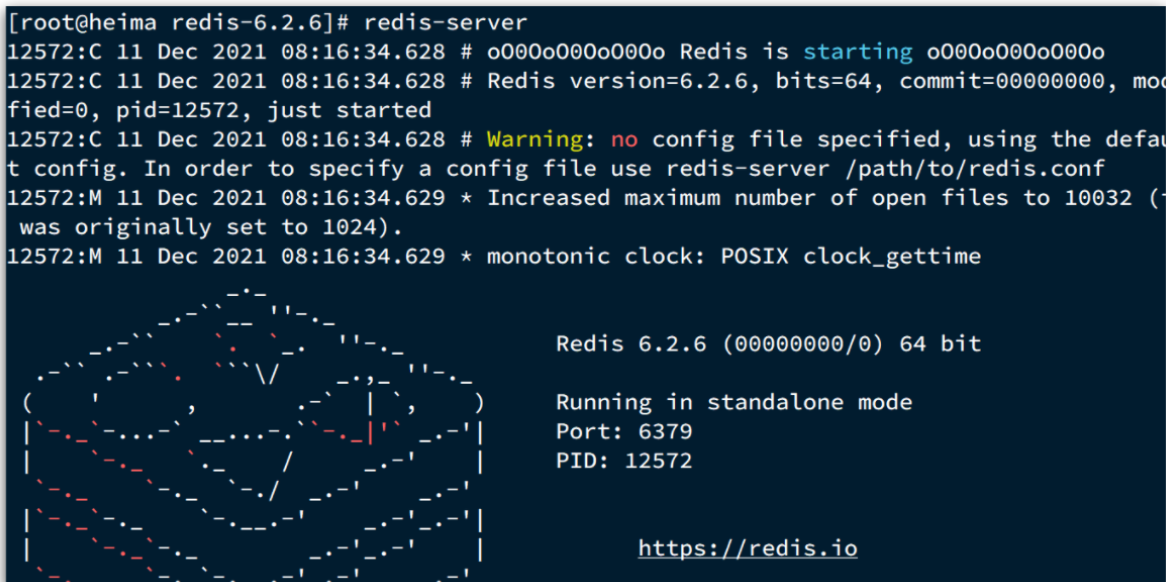 [root@heima redis-6.2.6]# redis-server
12572:C 11 Dec 2021 08:16:34.628 # oO0OoO0OoO0Oo Redis is starting oO0OoO0OoO0Oo
12572:C 11 Dec 2021 08:16:34.628 # Redis version=6.2.6, bits=64, commit=00000000, mod
fied=0, pid=12572, just started
12572:C 11 Dec 2021 08:16:34.628 # Warning: no config file specified, using the defau
t config. In order to specify a config file use redis-server /path/to/redis.conf
12572:M 11 Dec 2021 08:16:34.629 * Increased maximum number of open files to 10032 (
was originally set to 1024).
12572:M 11 Dec 2021 08:16:34.629 * monotonic clock: POSIX clock_gettime
Redis 6.2.6 (00000000/0) 64 bit
Running in standalone mode
Port: 6379
PID: 12572
https://redis.io